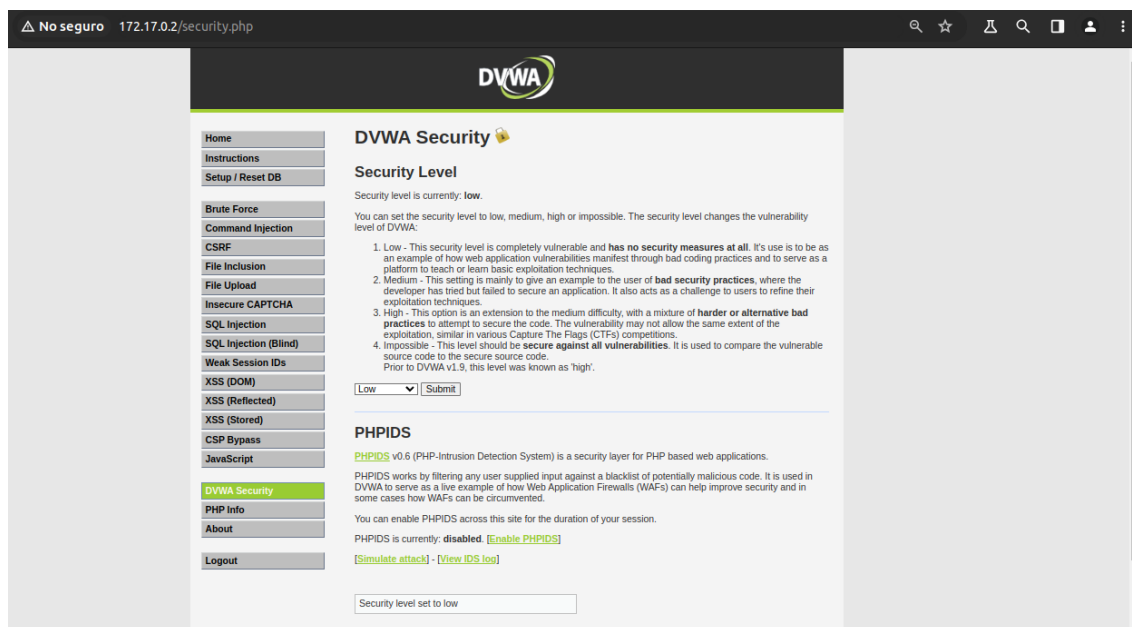 No seguro 172.17.0.2/security.php
DVWA
Home
Instructions
Setup / Reset DB
Brute Force
Command Injection
CSRF
File Inclusion
File Upload
Insecure CAPTCHA
SQL Injection
SQL Injection (Blind)
Weak Session IDs
XSS (DOM)
XSS (Reflected)
XSS (Stored)
CSP Bypass
JavaScript
DVWA Security
PHP Info
About
Logout
DVWA Security
Security Level
Security level is currently: low.
You can set the security level to low, medium, high or impossible. The security level changes the vulnerability
level of DVWA:
1. Low - This security level is completely vulnerable and has no security measures at all. It's use is to be as
an example of how web application vulnerabilities manifest through bad coding practices and to serve as a
platform to teach or learn basic exploitation techniques.
2. Medium - This setting is mainly to give an example to the user of bad security practices, where the
developer has tried but failed to secure an application. It also acts as a challenge to users to refine their
exploitation techniques.
3. High - This option is an extension to the medium difficulty, with a mixture of harder or alternative bad
practices to attempt to secure the code. The vulnerability may not allow the same extent of the
exploitation, similar in various Capture The Flags (CTFs) competitions.
4. Impossible - This level should be secure against all vulnerabilities. It is used to compare the vulnerable
source code to the secure source code.
Prior to DVWA v1.9, this level was known as 'high'.
Low Submit
PHPIDS
PHPIDS v0.6 (PHP-Intrusion Detection System) is a security layer for PHP based web applications.
PHPIDS works by filtering any user supplied input against a blacklist of potentially malicious code. It is used in
DVWA to serve as a live example of how Web Application Firewalls (WAFs) can help improve security and in
some cases how WAFs can be circumvented.
You can enable PHPIDS across this site for the duration of your session.
PHPIDS is currently: disabled. [Enable PHPIDS]
[Simulate attack] - [View IDS log]
Security level set to low